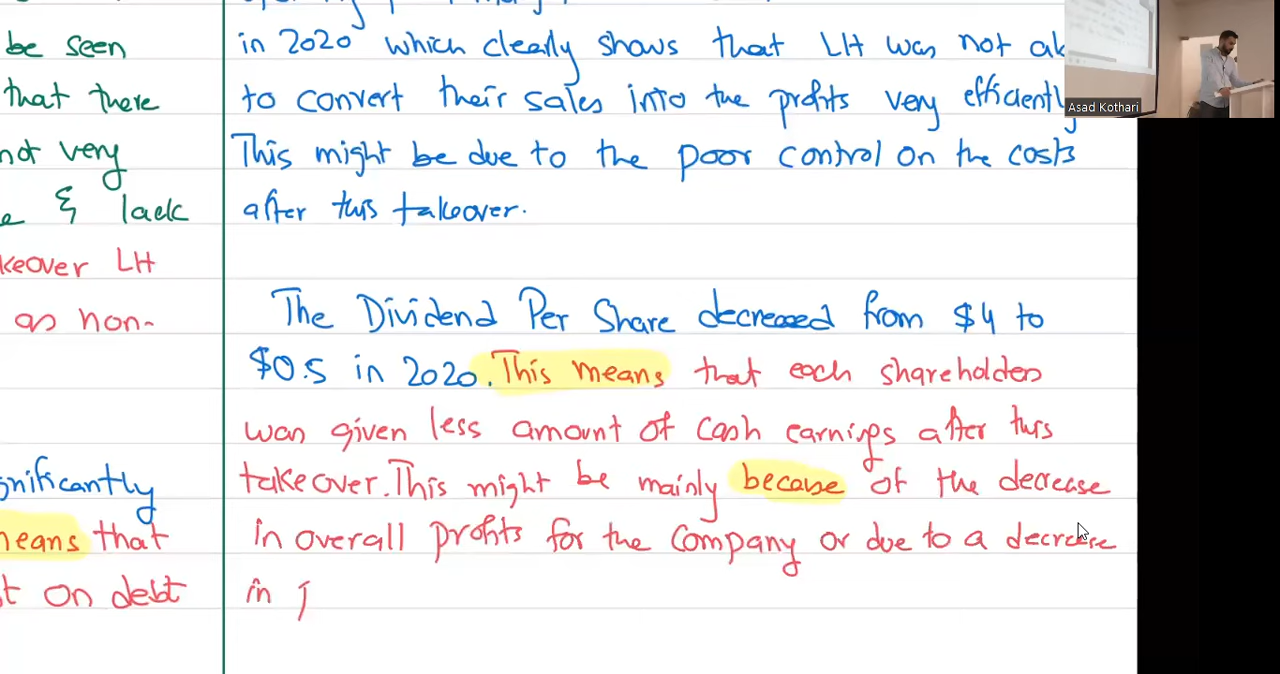 be seen
that there
not very
& lack
LH
as non-
that
on debt
in 2020 which clearly shows that LH was not
to convert their sales into the profits very efficiently
This might be due to the poor control on the costs
after this takeover.
The Dividend Per Share decreased from $4 to
$0.5 in 2020. This means that each shareholder
was given less amount of cash earnings after this
takeover. This might be mainly because of the decrease
in overall profits for the company or due to a decrease
in
Asad Kothari